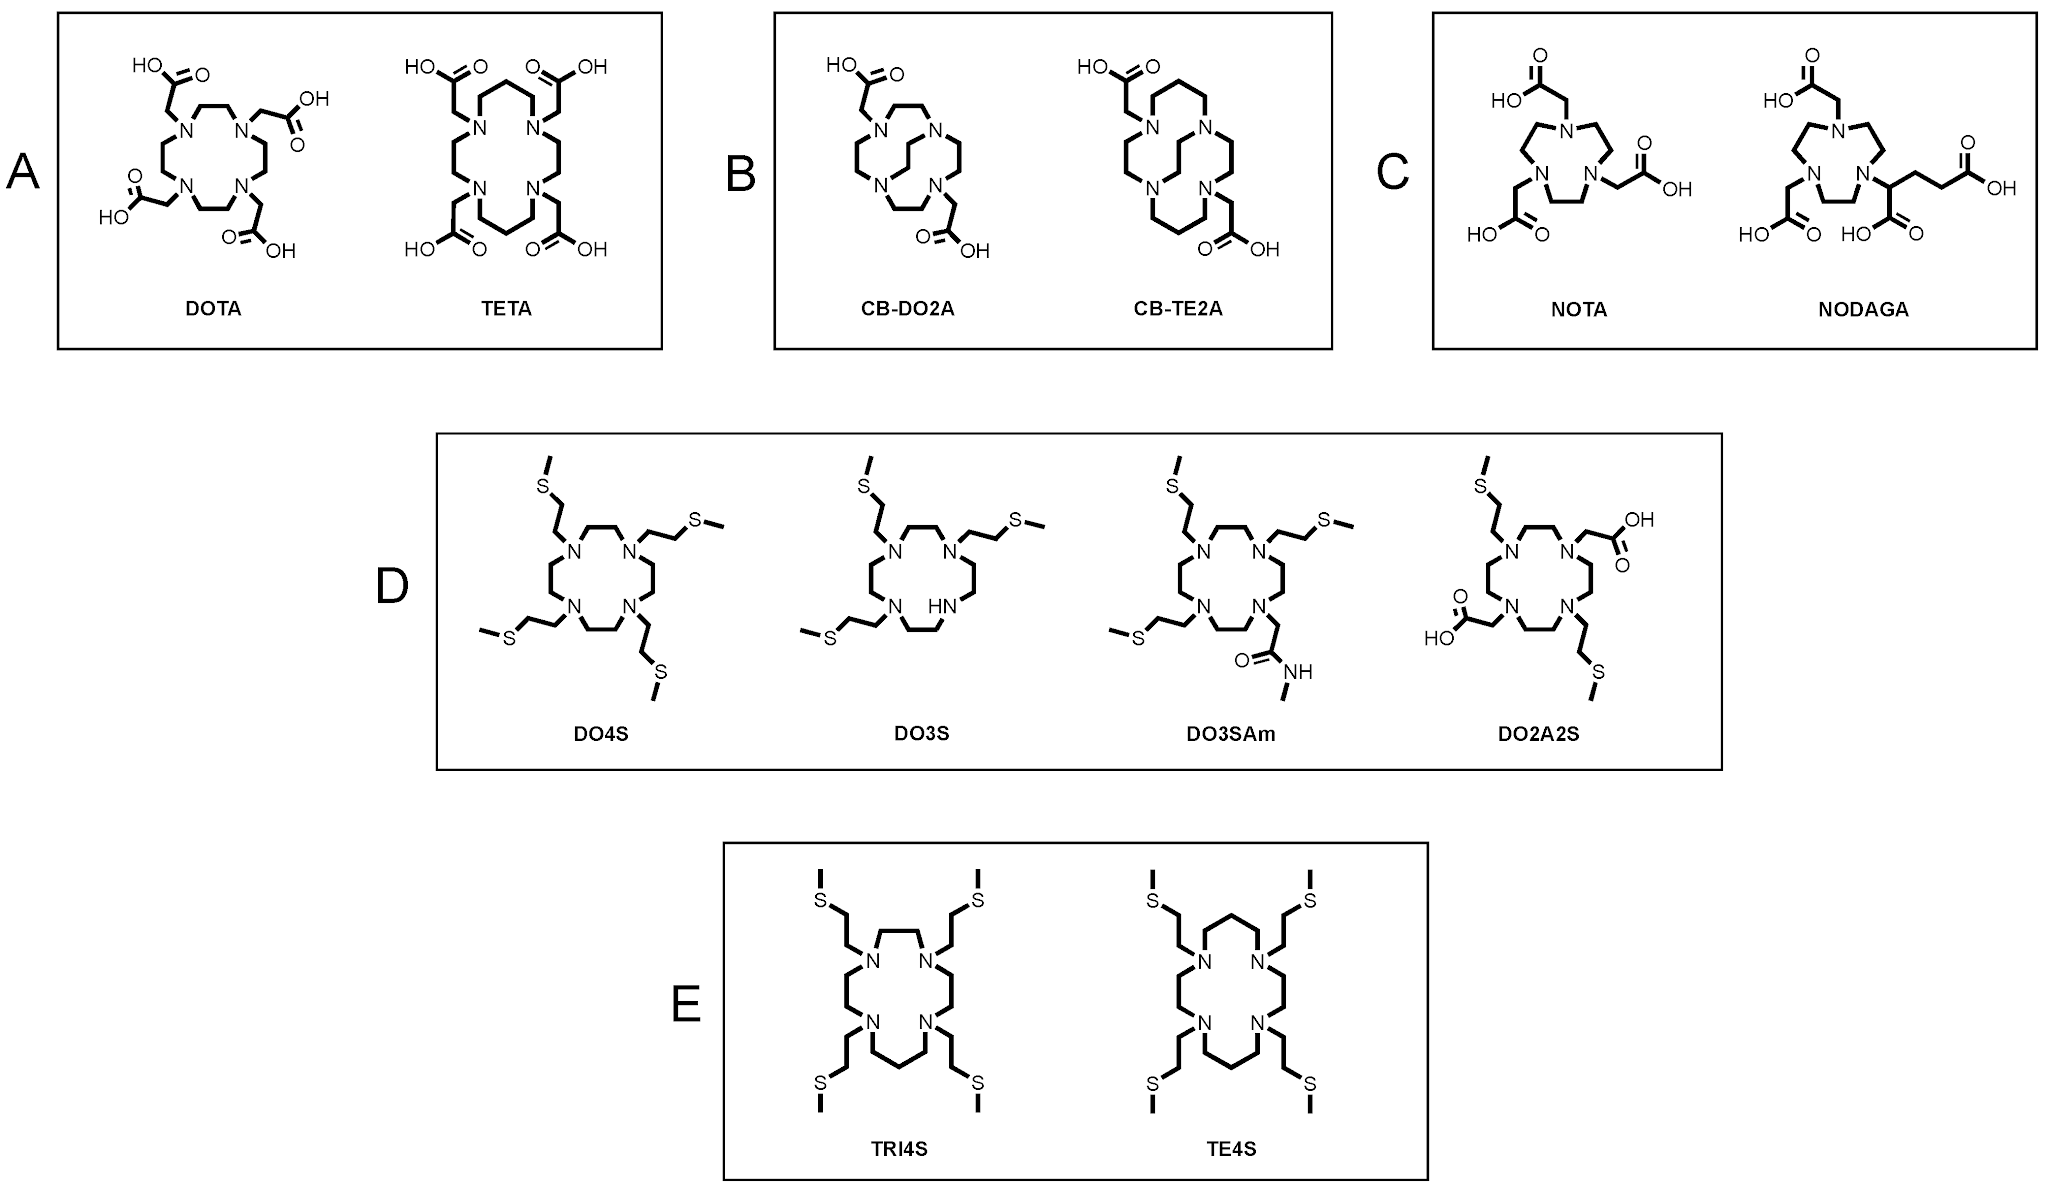 A
HO O
N N
OH
O
O
HO
N N
O
OH
DOTA
HO O O OH
N N
N N
HO O O OH
TETA
B
HO O
N N
N N
O OH
CB-DO2A
HO O
N N
N N
O OH
CB-TE2A
C
O
HO
N
N N
O
OH
HO O
NOTA
O
HO
N
N N
O
OH
HO O HO O
NODAGA
D
S
S
N N
N N
S
S
DO4S
S
S
N N
N HN
S
DO3S
S
S
N N
N N
S
O NH
DO3SAm
S
OH
O
N N
N N
O
HO
S
DO2A2S
E
S S
N N
N N
S S
TRI4S
S S
N N
N N
S S
TE4S